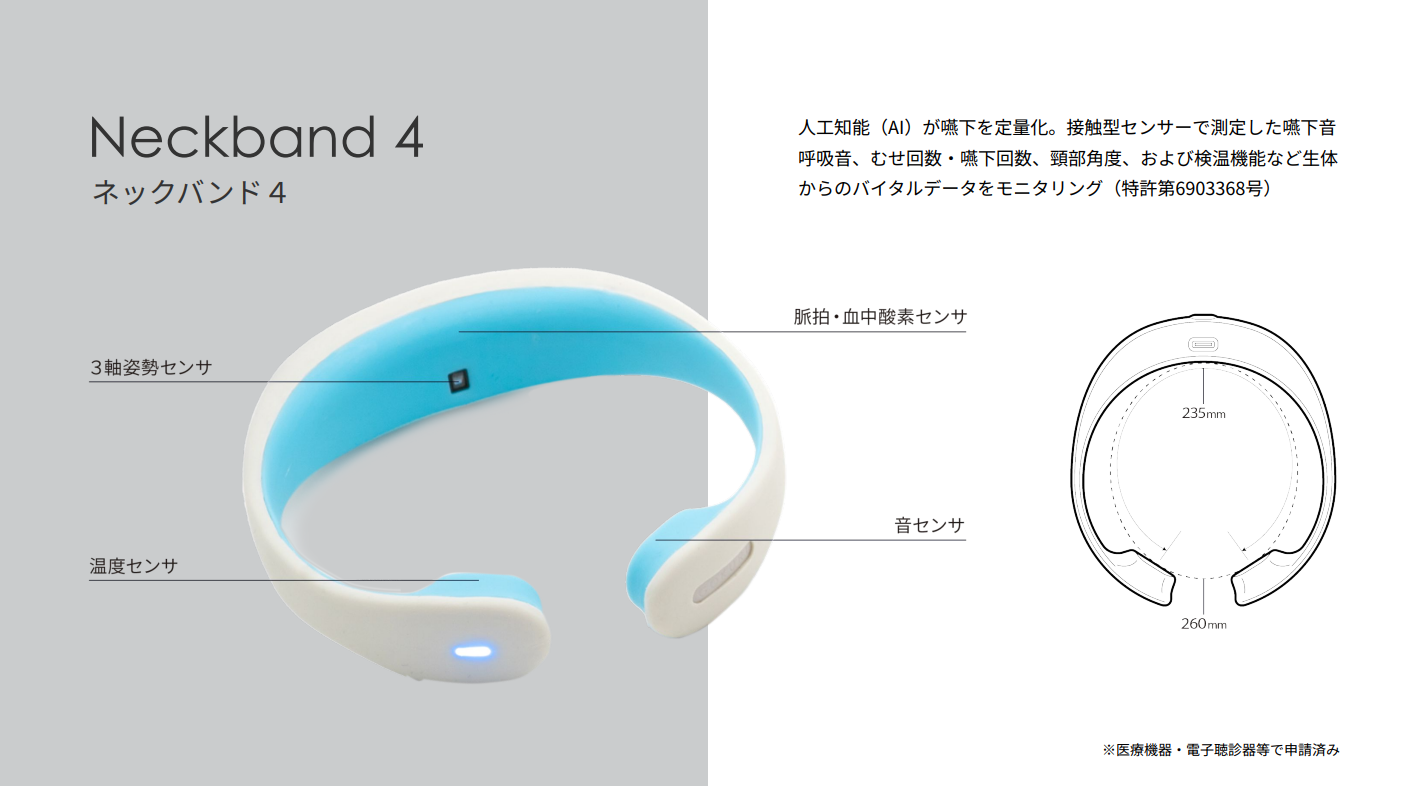 Neckband 4
ネックバンド４
人工知能（AI）が嚥下を定量化。接触型センサーで測定した嚥下音
呼吸音、むせ回数・嚥下回数、頸部角度、および検温機能など生体
からのバイタルデータをモニタリング（特許第6903368号）
脈拍・血中酸素センサ
３軸姿勢センサ
235mm
音センサ
温度センサ
260mm
※医療機器・電子聴診器等で申請済み